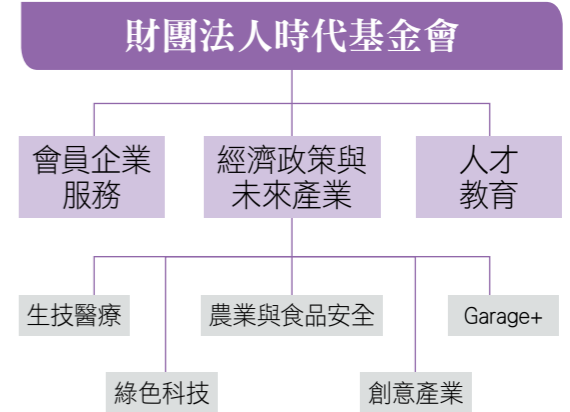 財團法人時代基金會
會員企業
服務
經濟政策與
未來產業
人才
教育
生技醫療
農業與食品安全
Garage+
綠色科技
創意產業